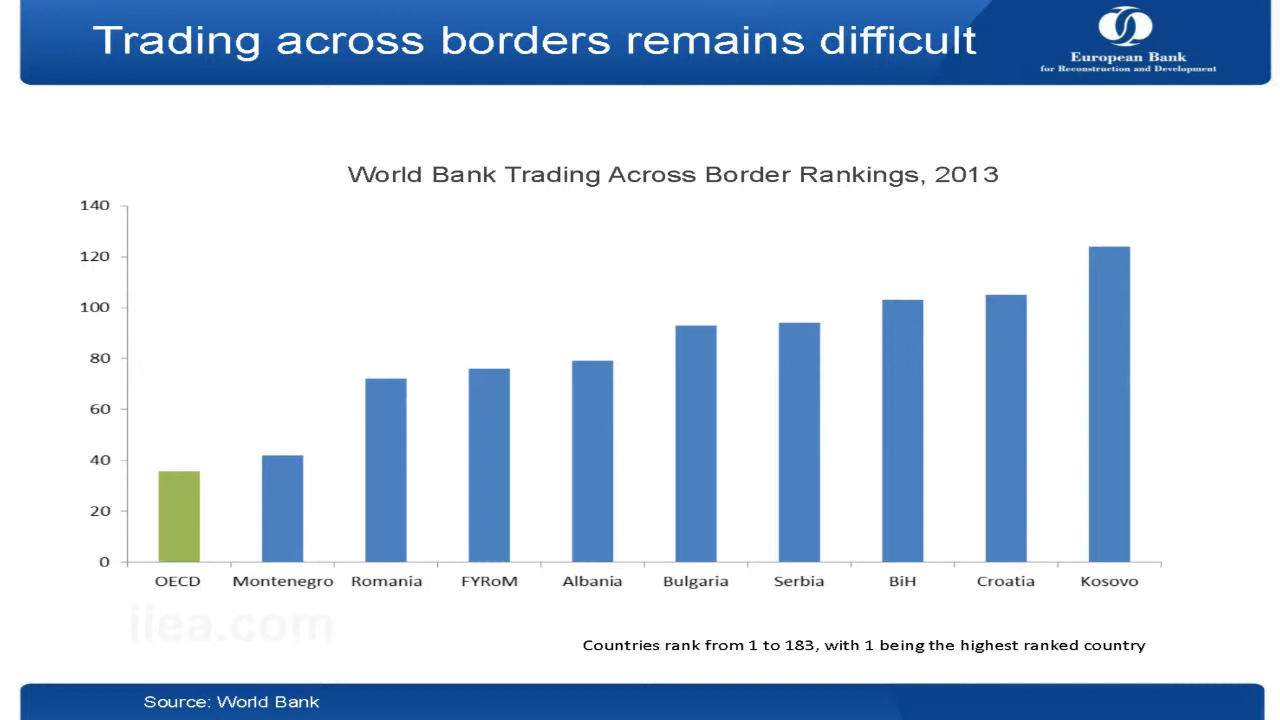 Trading across borders remains difficult
European Bank
for Reconstruction and Development
World Bank Trading Across Border Rankings, 2013
140
120
100
80
60
40
20
0
OECD Montenegro Romania FYRoM Albania Bulgaria Serbia BiH Croatia Kosovo
iiea.com
Countries rank from 1 to 183, with 1 being the highest ranked country
Source: World Bank